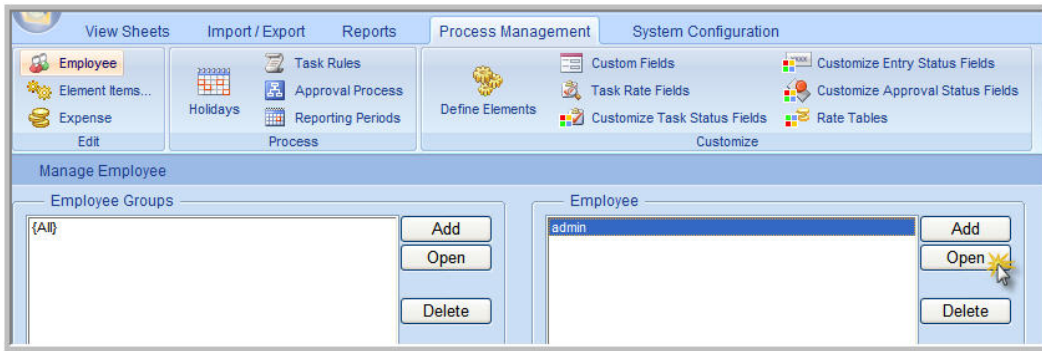 View Sheets Import / Export Reports Process Management System Configuration
Employee Task Rules Custom Fields Customize Entry Status Fields
Element Items... Holidays Approval Process Define Elements Task Rate Fields Customize Approval Status Fields
Expense Reporting Periods Customize Task Status Fields Rate Tables
Edit Process Customize
Manage Employee
Employee Groups Employee
{All} Add admin Add
Open Open
Delete Delete